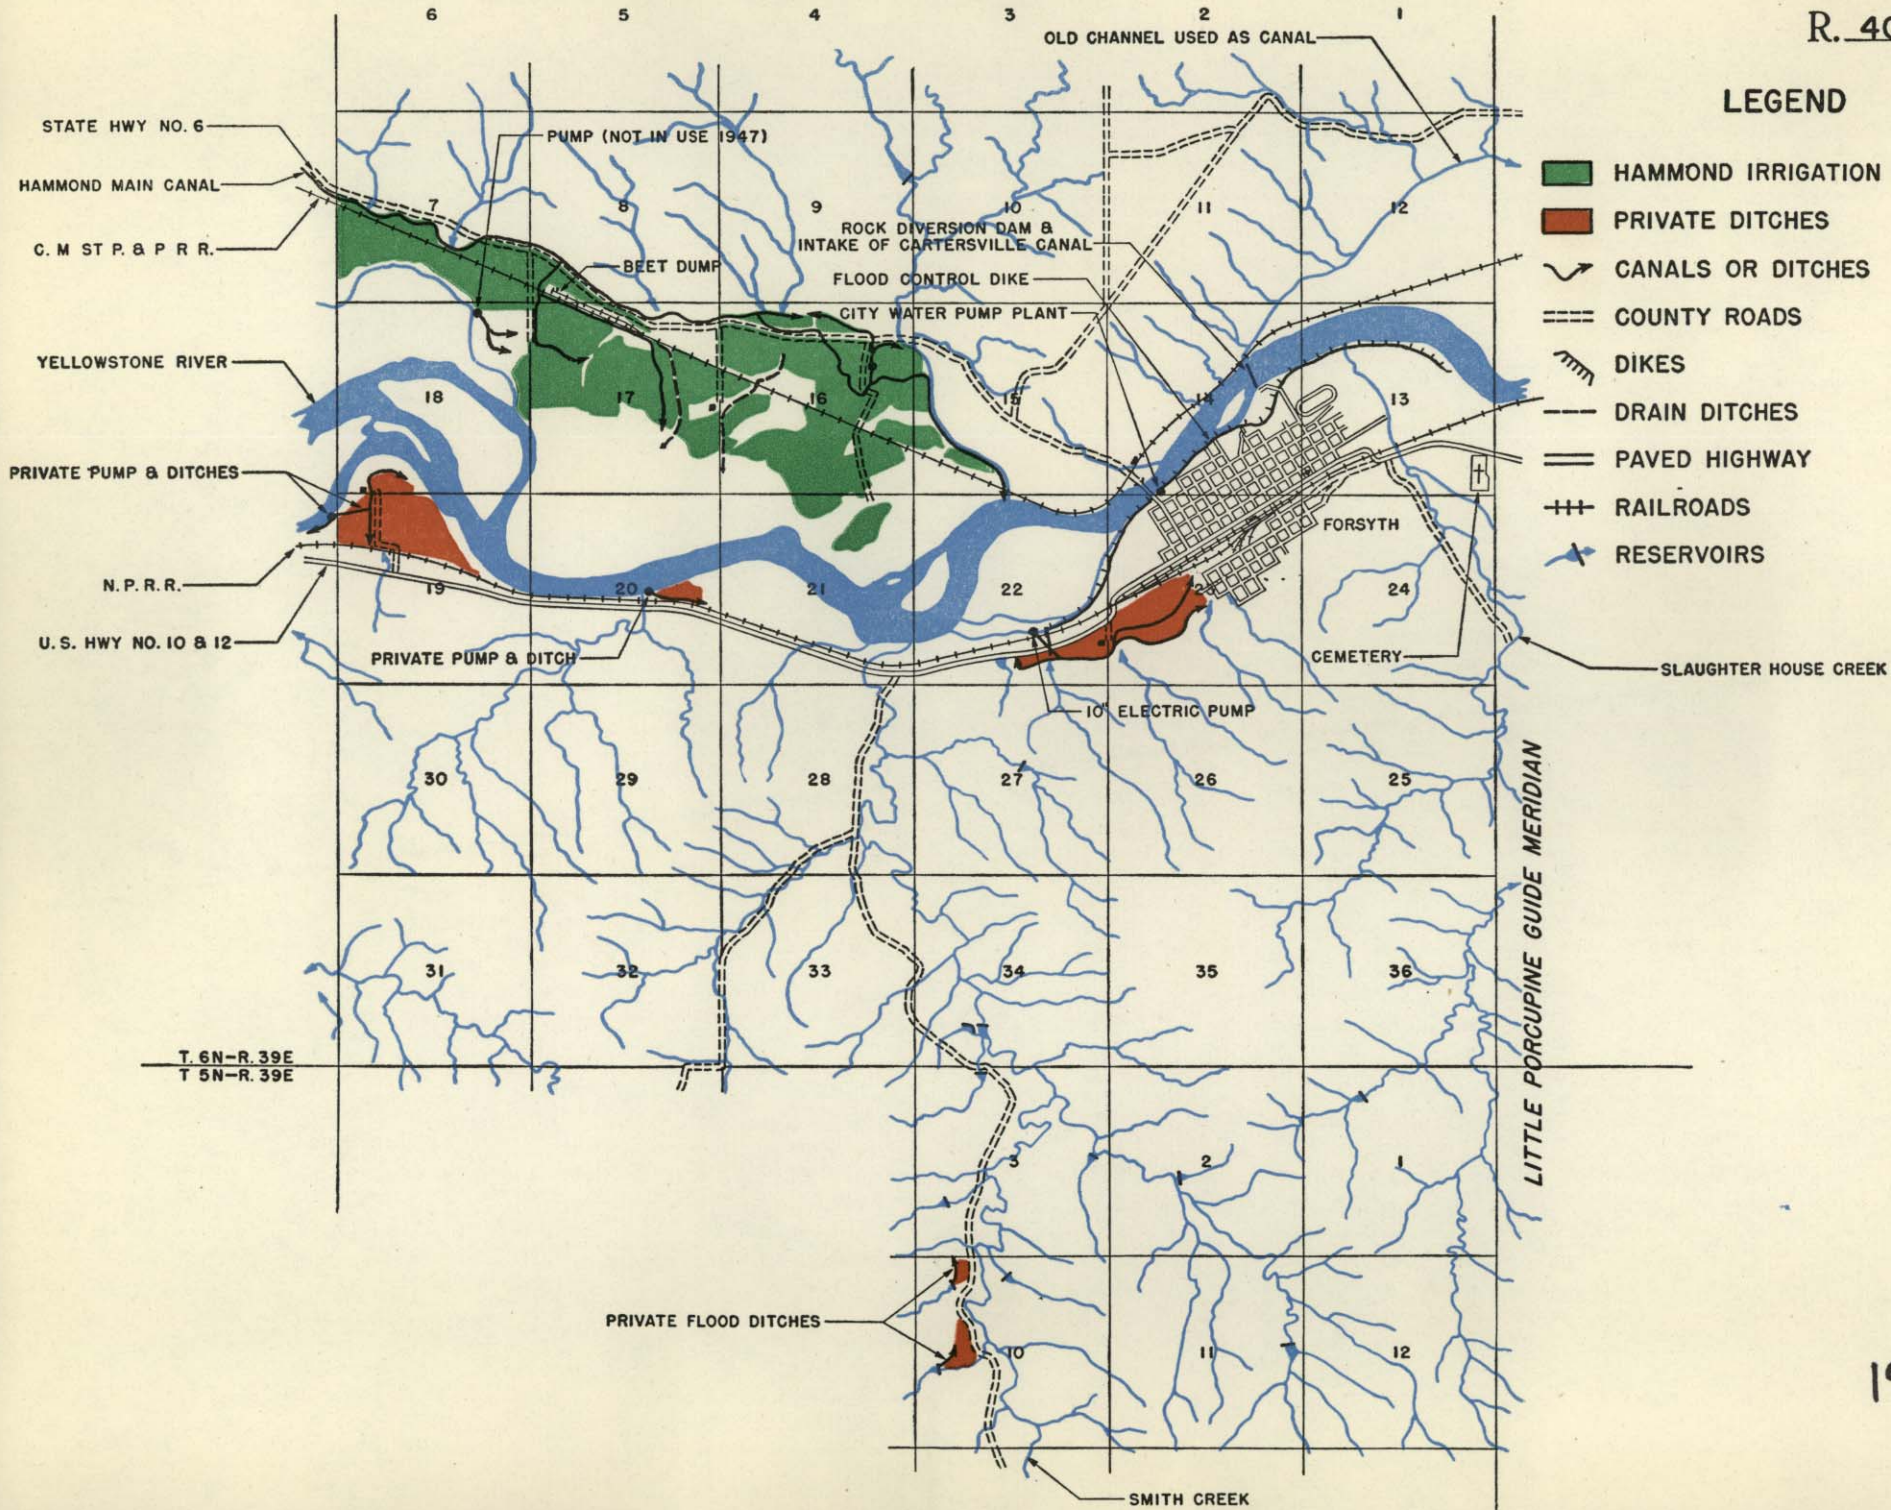 6 5 4 3 2 1
R. 40
OLD CHANNEL USED AS CANAL
LEGEND
HAMMOND IRRIGATION
PRIVATE DITCHES
CANALS OR DITCHES
COUNTY ROADS
DIKES
DRAIN DITCHES
PAVED HIGHWAY
RAILROADS
RESERVOIRS
STATE HWY NO. 6
PUMP (NOT IN USE 1947)
HAMMOND MAIN CANAL
7 8 9 10 11 12
ROCK DIVERSION DAM &
INTAKE OF CARTERSVILLE CANAL
C. M ST P. & P R R.
BEET DUMP
FLOOD CONTROL DIKE
CITY WATER PUMP PLANT
YELLOWSTONE RIVER
18 17 16 15 14 13
PRIVATE PUMP & DITCHES
FORSYTH
N. P. R. R.
19 20 21 22 23 24
U. S. HWY NO. 10 & 12
PRIVATE PUMP & DITCH
CEMETERY
SLAUGHTER HOUSE CREEK
10" ELECTRIC PUMP
30 29 28 27 26 25
LITTLE PORCUPINE GUIDE MERIDIAN
31 32 33 34 35 36
T. 6N-R. 39E
T 5N-R. 39E
3 2 1
PRIVATE FLOOD DITCHES
10 11 12
19
SMITH CREEK